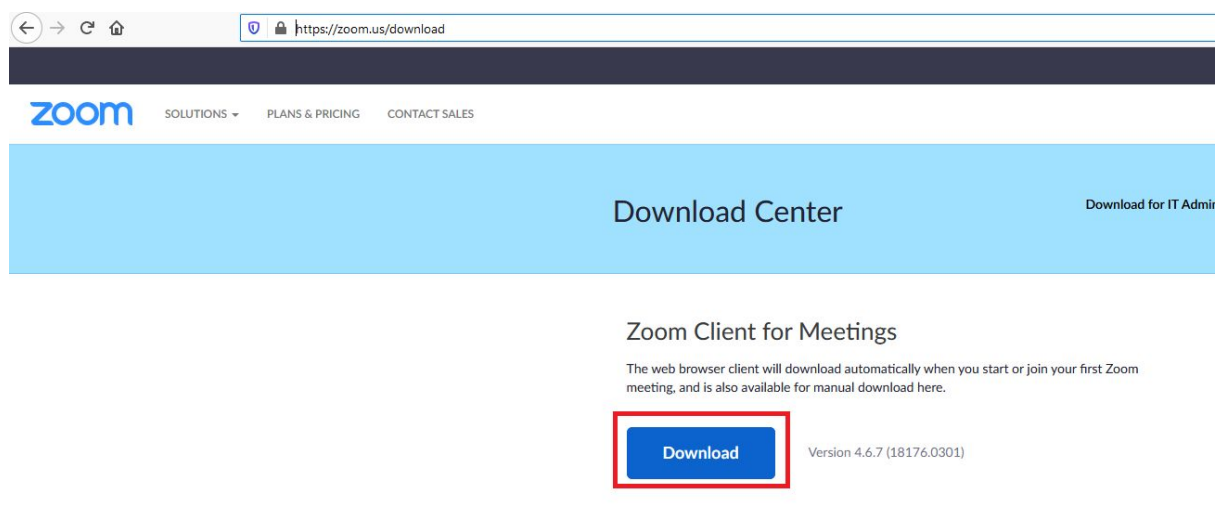 https://zoom.us/download
zoom SOLUTIONS PLANS & PRICING CONTACT SALES
Download Center
Download for IT Admin
Zoom Client for Meetings
The web browser client will download automatically when you start or join your first Zoom
meeting, and is also available for manual download here.
Download Version 4.6.7 (18176.0301)